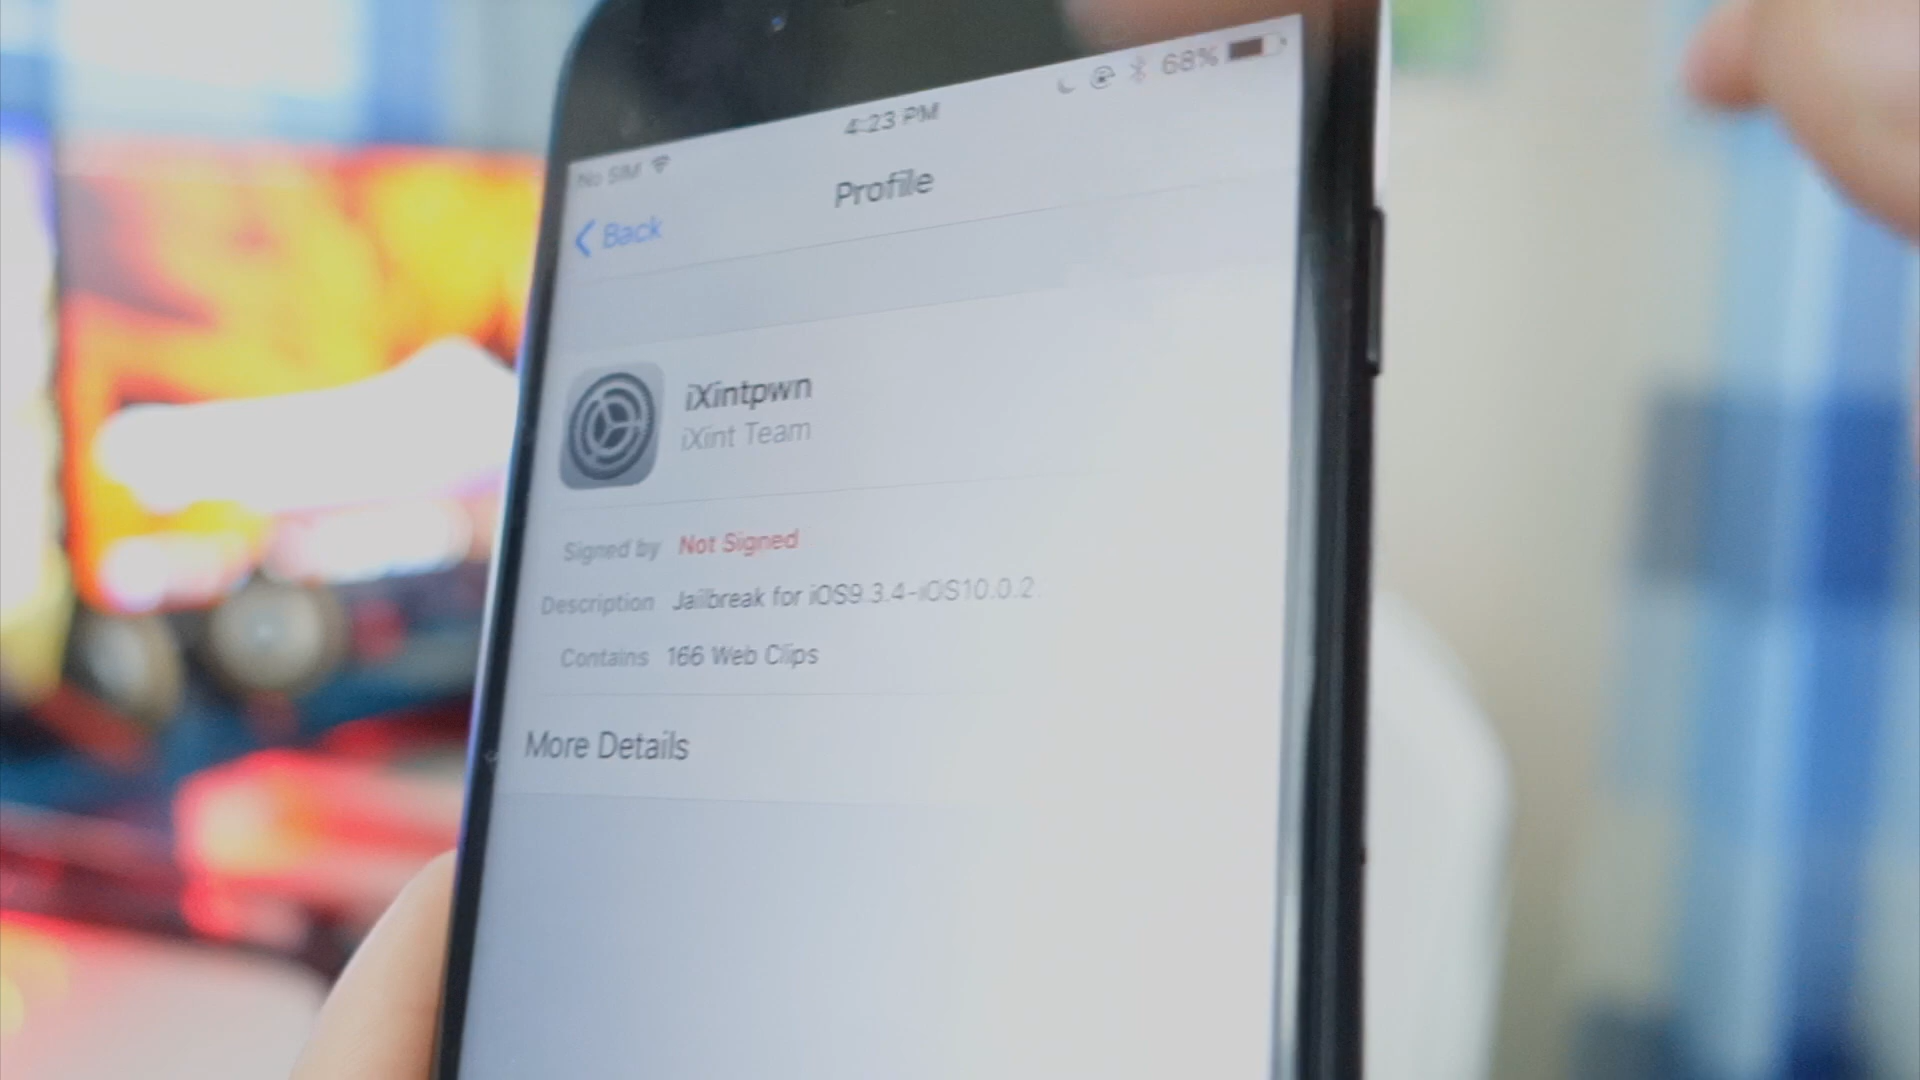 68%
4:23 PM
No SIM
Profile
Back
iXintpwn
iXint Team
Signed by Not Signed
Description Jailbreak for iOS9.3.4-iOS10.0.2
Contains 166 Web Clips
More Details